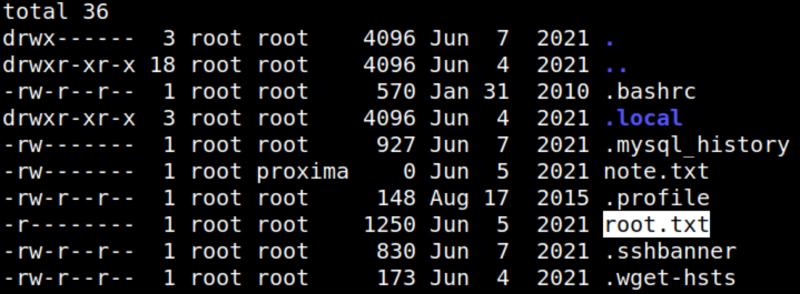 total 36
drwx------ 3 root root 4096 Jun 7 2021 .
drwxr-xr-x 18 root root 4096 Jun 4 2021 ..
-rw-r--r-- 1 root root 570 Jan 31 2010 .bashrc
drwxr-xr-x 3 root root 4096 Jun 4 2021 .local
-rw------- 1 root root 927 Jun 7 2021 .mysql_history
-rw------- 1 root proxima 0 Jun 5 2021 note.txt
-rw-r--r-- 1 root root 148 Aug 17 2015 .profile
-r-------- 1 root root 1250 Jun 5 2021 root.txt
-rw-r--r-- 1 root root 830 Jun 7 2021 .sshbanner
-rw-r--r-- 1 root root 173 Jun 4 2021 .wget-hsts